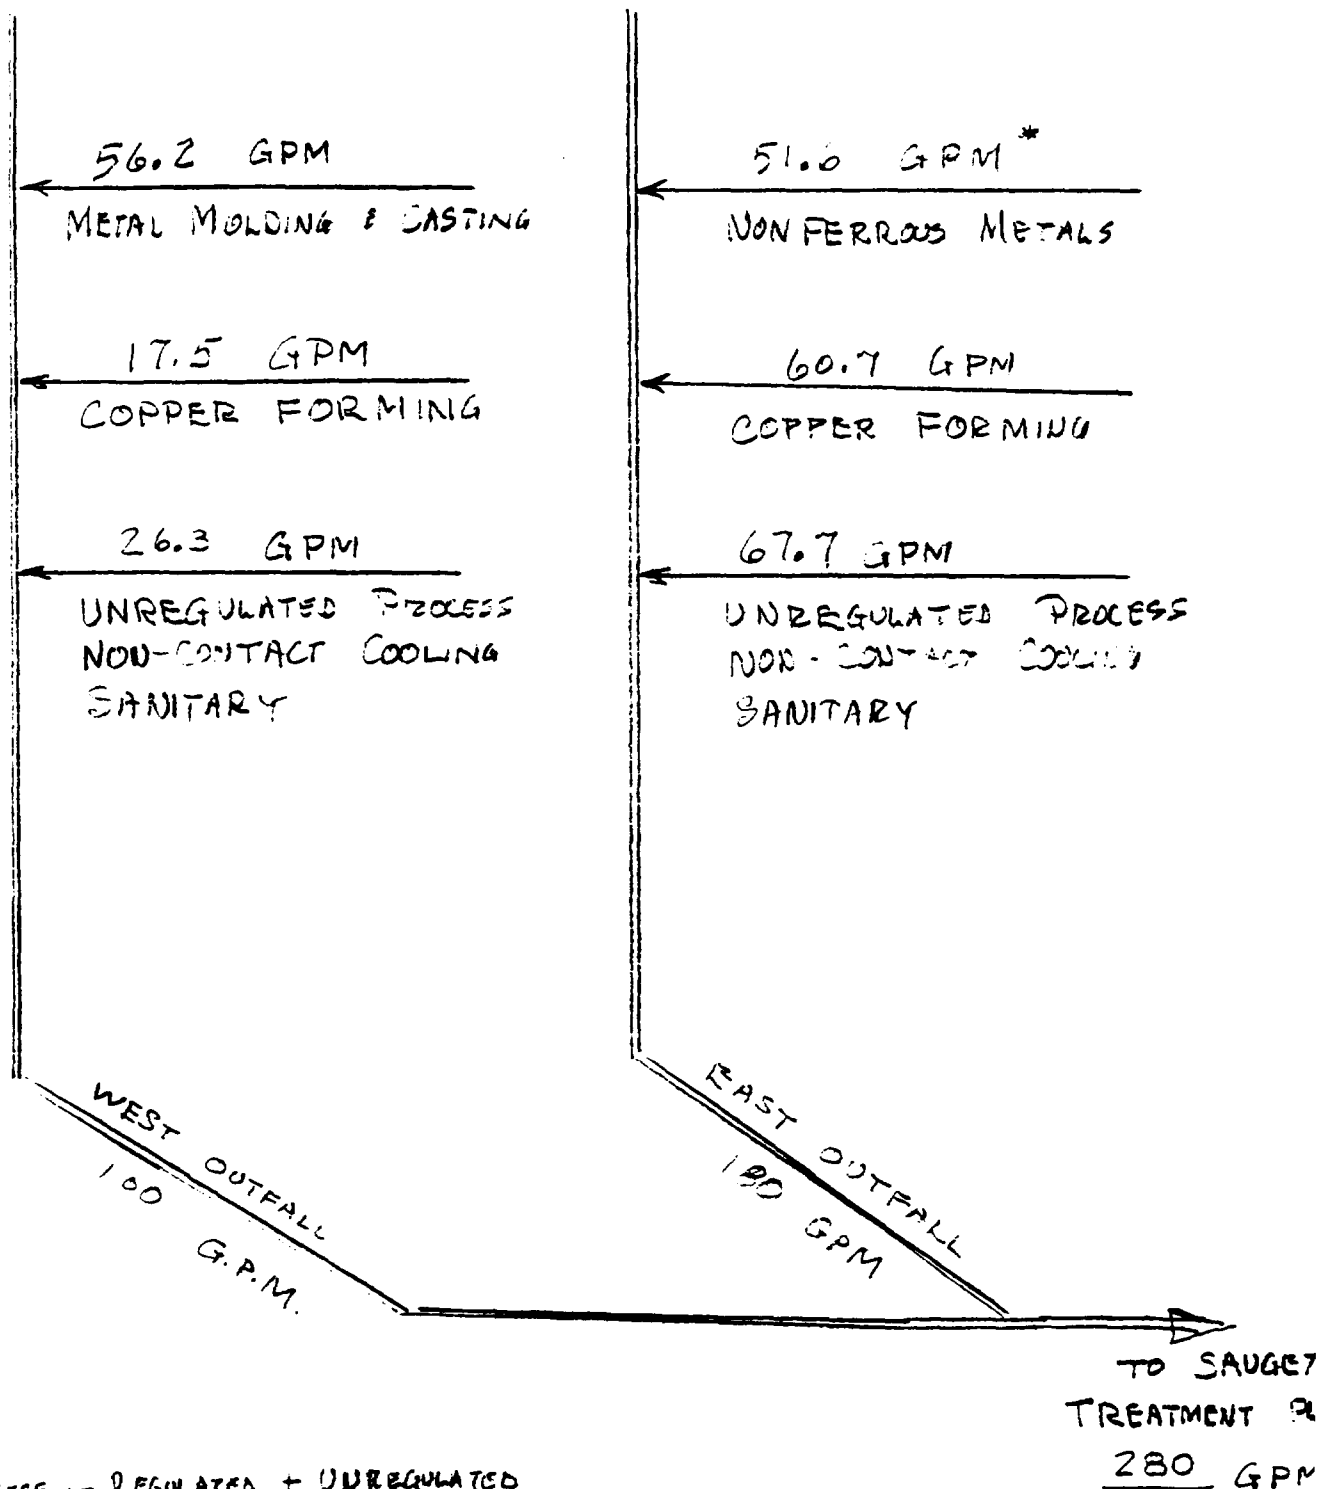 56.2 GPM
METAL MOLDING & CASTING
17.5 GPM
COPPER FORMING
26.3 GPM
UNREGULATED PROCESS
NON-CONTACT COOLING
SANITARY
WEST OUTFALL
100
G.P.M.
51.6 GPM *
NONFERROUS METALS
60.7 GPM
COPPER FORMING
67.7 GPM
UNREGULATED PROCESS
NON-CONTACT COOLING
SANITARY
EAST OUTFALL
180 GPM
TO SAUGET
TREATMENT
280 GPM
REGULATED + UNREGULATED